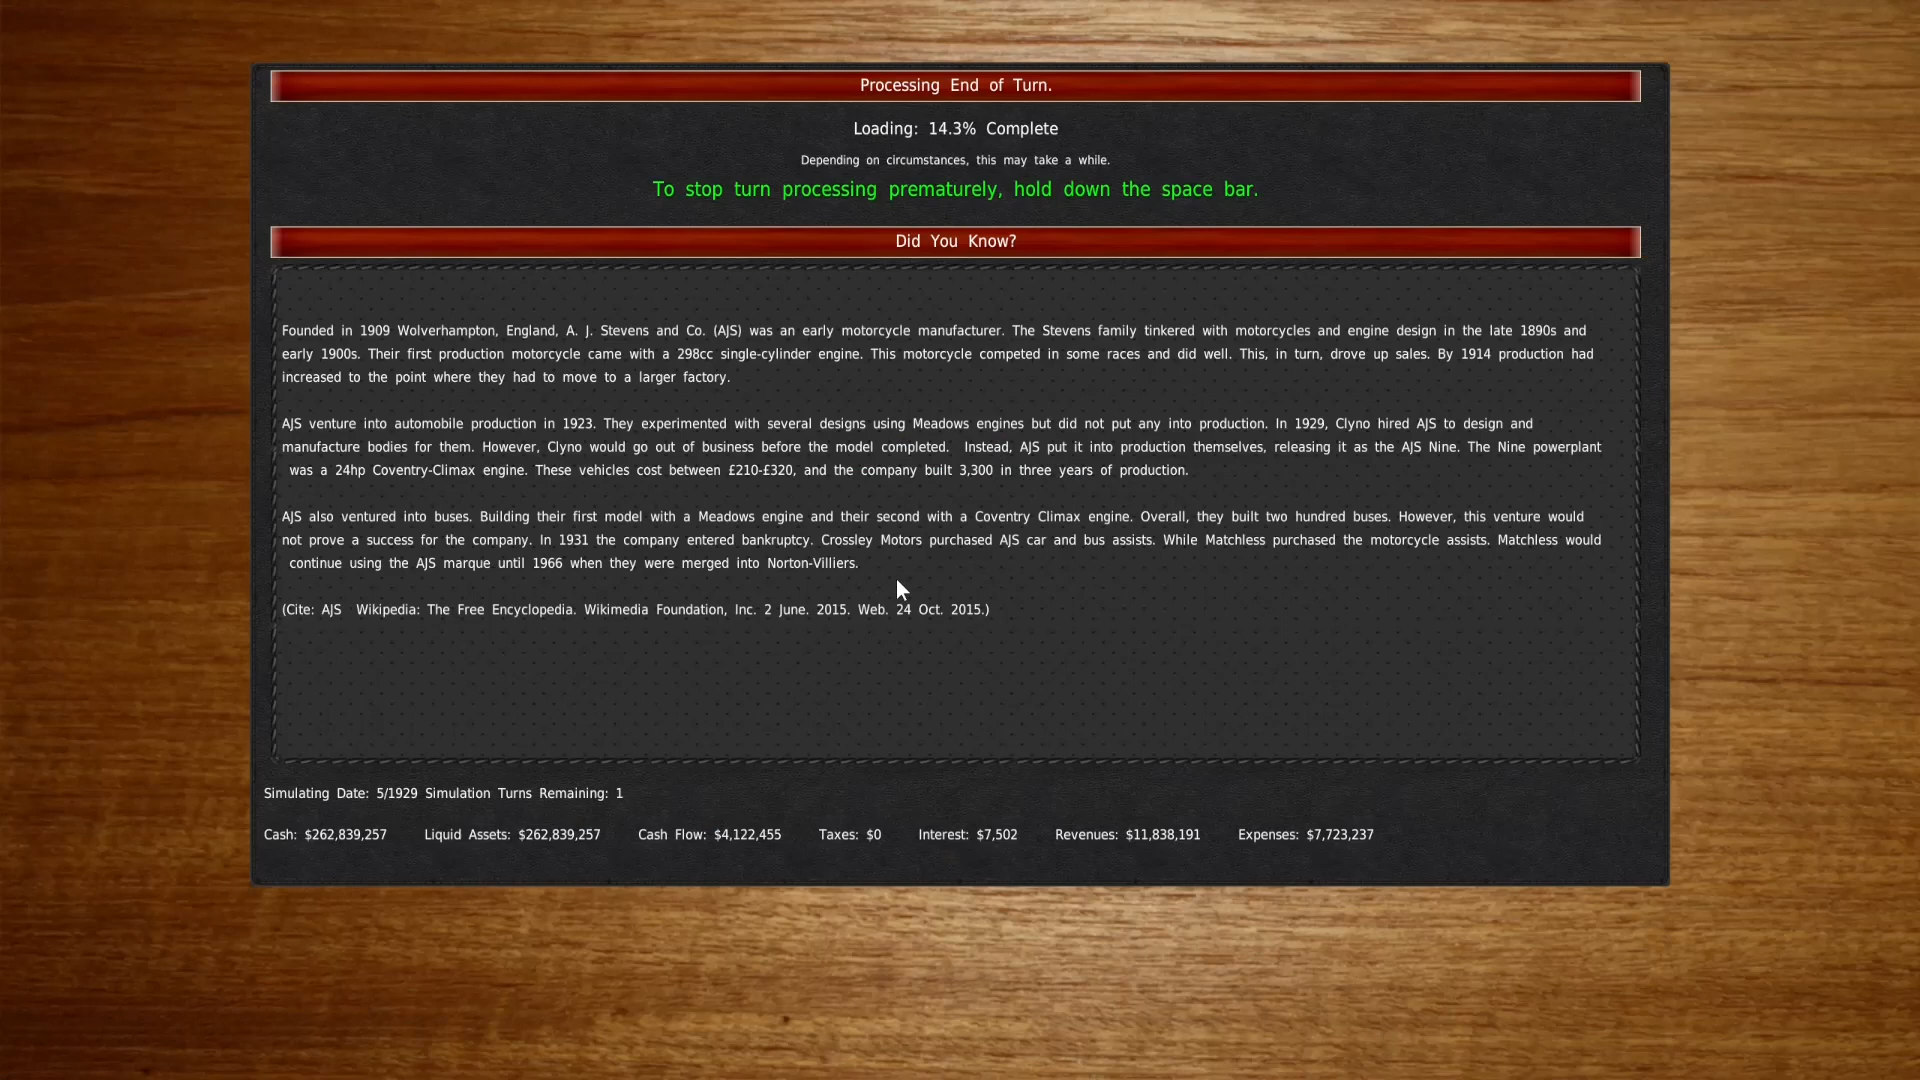 Processing End of Turn.
Loading: 14.3% Complete
Depending on circumstances, this may take a while.
To stop turn processing prematurely, hold down the space bar.
Did You Know?
Founded in 1909 Wolverhampton, England, A. J. Stevens and Co. (AJS) was an early motorcycle manufacturer. The Stevens family tinkered with motorcycles and engine design in the late 1890s and
early 1900s. Their first production motorcycle came with a 298cc single-cylinder engine. This motorcycle competed in some races and did well. This, in turn, drove up sales. By 1914 production had
increased to the point where they had to move to a larger factory.
AJS venture into automobile production in 1923. They experimented with several designs using Meadows engines but did not put any into production. In 1929, Clyno hired AJS to design and
manufacture bodies for them. However, Clyno would go out of business before the model completed. Instead, AJS put it into production themselves, releasing it as the AJS Nine. The Nine powerplant
was a 24hp Coventry-Climax engine. These vehicles cost between £210-£320, and the company built 3,300 in three years of production.
AJS also ventured into buses. Building their first model with a Meadows engine and their second with a Coventry Climax engine. Overall, they built two hundred buses. However, this venture would
not prove a success for the company. In 1931 the company entered bankruptcy. Crossley Motors purchased AJS car and bus assists. While Matchless purchased the motorcycle assists. Matchless would
continue using the AJS marque until 1966 when they were merged into Norton-Villiers.
(Cite: AJS Wikipedia: The Free Encyclopedia. Wikimedia Foundation, Inc. 2 June. 2015. Web. 24 Oct. 2015.)
Simulating Date: 5/1929 Simulation Turns Remaining: 1
Cash: $262,839,257 Liquid Assets: $262,839,257 Cash Flow: $4,122,455 Taxes: $0 Interest: $7,502 Revenues: $11,838,191 Expenses: $7,723,237